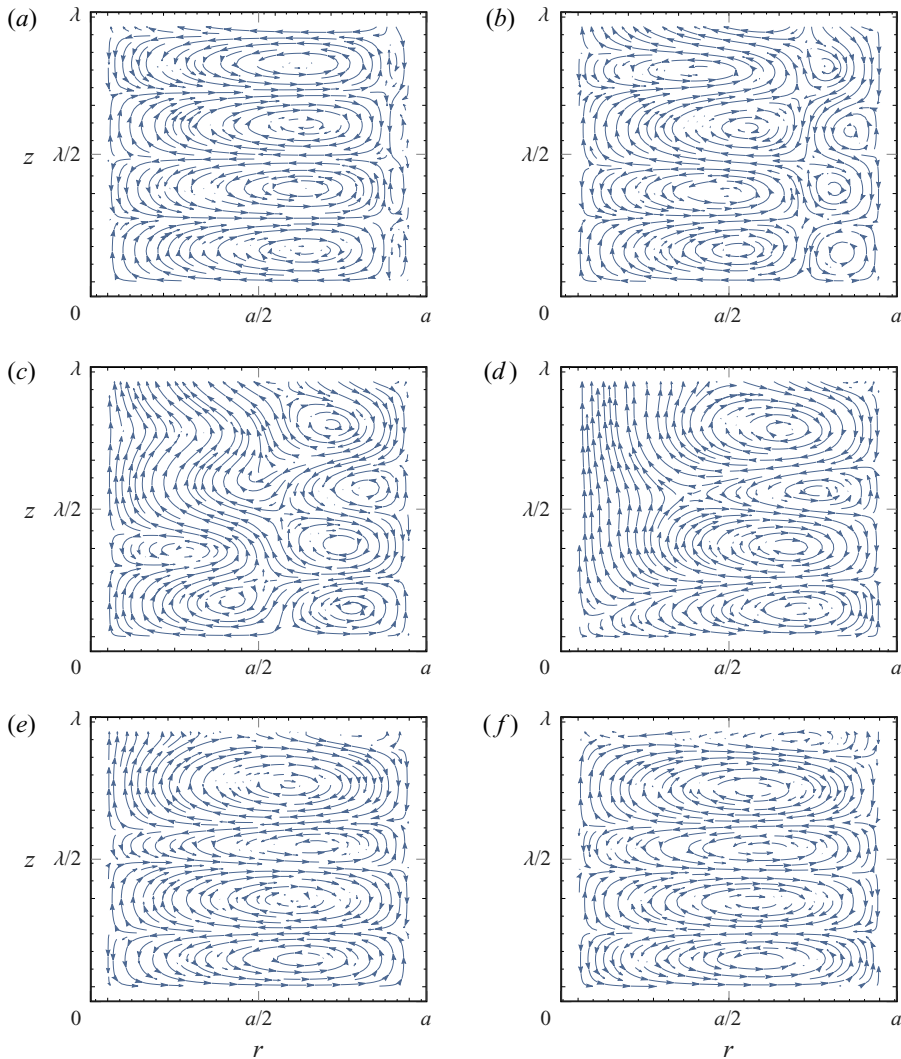 (a) λ (b) λ
z λ/2 λ/2
0 a/2 a 0 a/2 a
(c) λ (d) λ
z λ/2 λ/2
0 a/2 a 0 a/2 a
(e) λ (f) λ
z λ/2 λ/2
0 a/2 a 0 a/2 a
r r